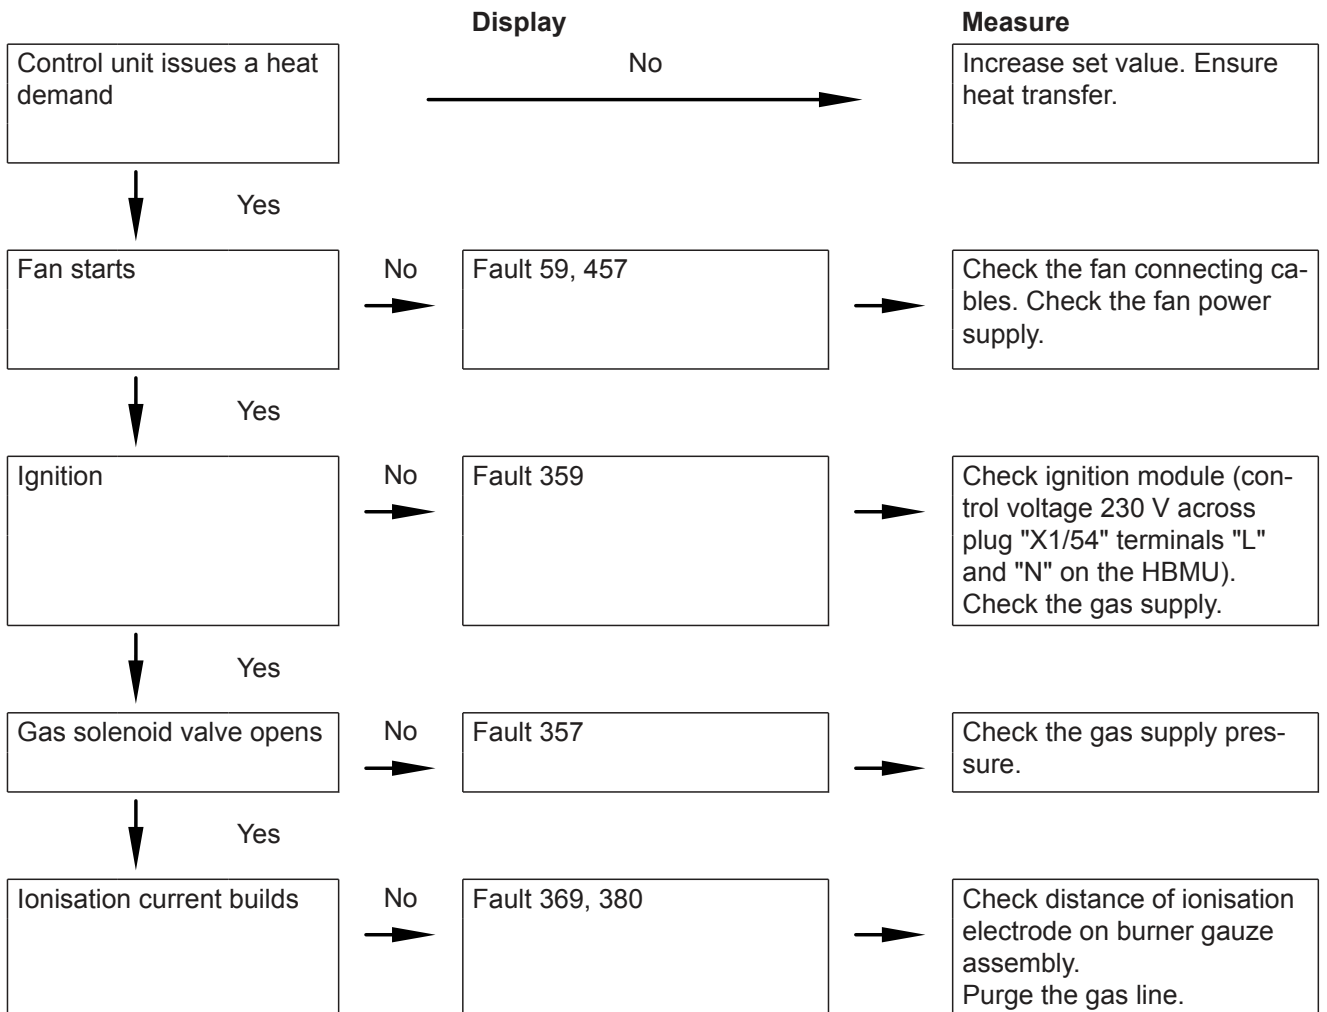 Display
Measure
Control unit issues a heat
demand
No
Increase set value. Ensure
heat transfer.
Yes
Fan starts
No
Fault 59, 457
Check the fan connecting ca-
bles. Check the fan power
supply.
Yes
Ignition
No
Fault 359
Check ignition module (con-
trol voltage 230 V across
plug "X1/54" terminals "L"
and "N" on the HBMU).
Check the gas supply.
Yes
Gas solenoid valve opens
No
Fault 357
Check the gas supply pres-
sure.
Yes
Ionisation current builds
No
Fault 369, 380
Check distance of ionisation
electrode on burner gauze
assembly.
Purge the gas line.